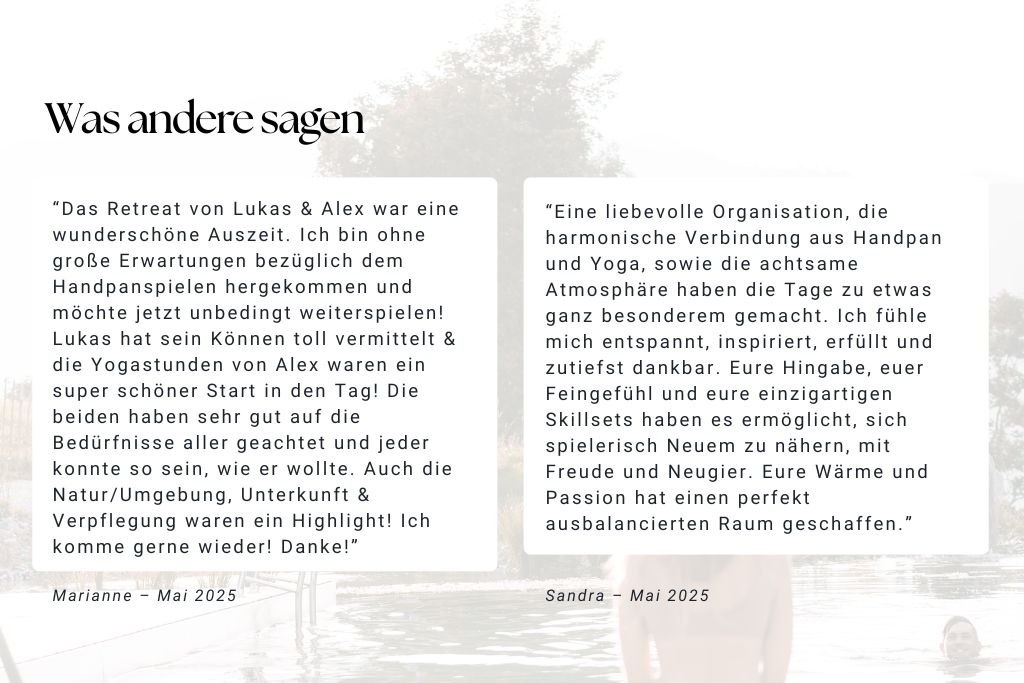 Was andere sagen
“Das Retreat von Lukas & Alex war eine
wunderschöne Auszeit. Ich bin ohne
große Erwartungen bezüglich dem
Handpanspielen hergekommen und
möchte jetzt unbedingt weiterspielen!
Lukas hat sein Können toll vermittelt &
die Yogastunden von Alex waren ein
super schöner Start in den Tag! Die
beiden haben sehr gut auf die
Bedürfnisse aller geachtet und jeder
konnte so sein, wie er wollte. Auch die
Natur/Umgebung, Unterkunft &
Verpflegung waren ein Highlight! Ich
komme gerne wieder! Danke!”
Marianne – Mai 2025
“Eine liebevolle Organisation, die
harmonische Verbindung aus Handpan
und Yoga, sowie die achtsame
Atmosphäre haben die Tage zu etwas
ganz besonderem gemacht. Ich fühle
mich entspannt, inspiriert, erfüllt und
zutiefst dankbar. Eure Hingabe, euer
Feingefühl und eure einzigartigen
Skillsets haben es ermöglicht, sich
spielerisch Neuem zu nähern, mit
Freude und Neugier. Eure Wärme und
Passion hat einen perfekt
ausbalancierten Raum geschaffen.”
Sandra – Mai 2025